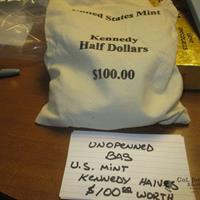 United States Mint
Kennedy
Half Dollars
$100.00
UNOPENNED
BAG
U.S. MINT
KENNEDY HALVES
$100.00 WORTH